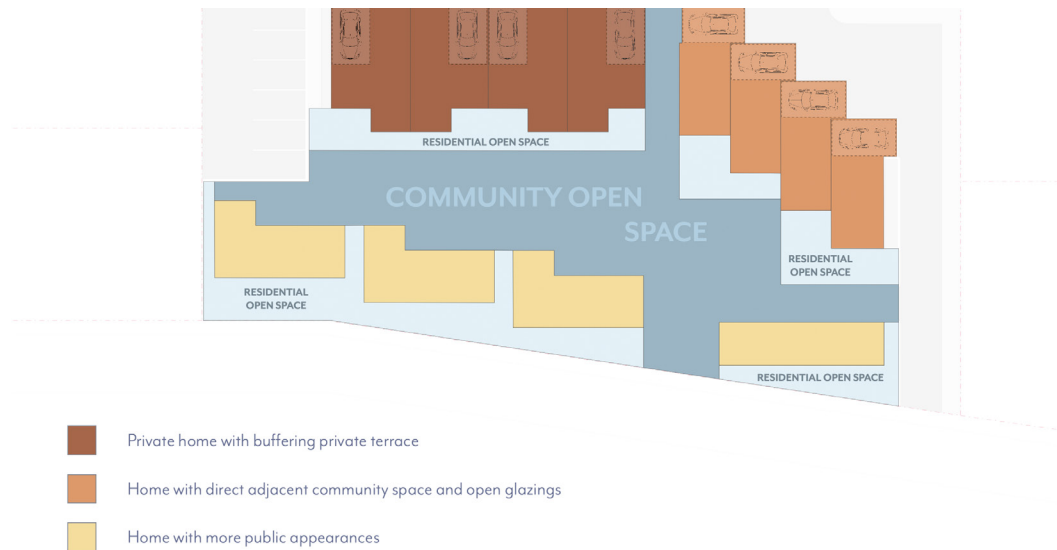 RESIDENTIAL OPEN SPACE
COMMUNITY OPEN
SPACE
RESIDENTIAL
OPEN SPACE
RESIDENTIAL
OPEN SPACE
RESIDENTIAL OPEN SPACE
Private home with buffering private terrace
Home with direct adjacent community space and open glazings
Home with more public appearances